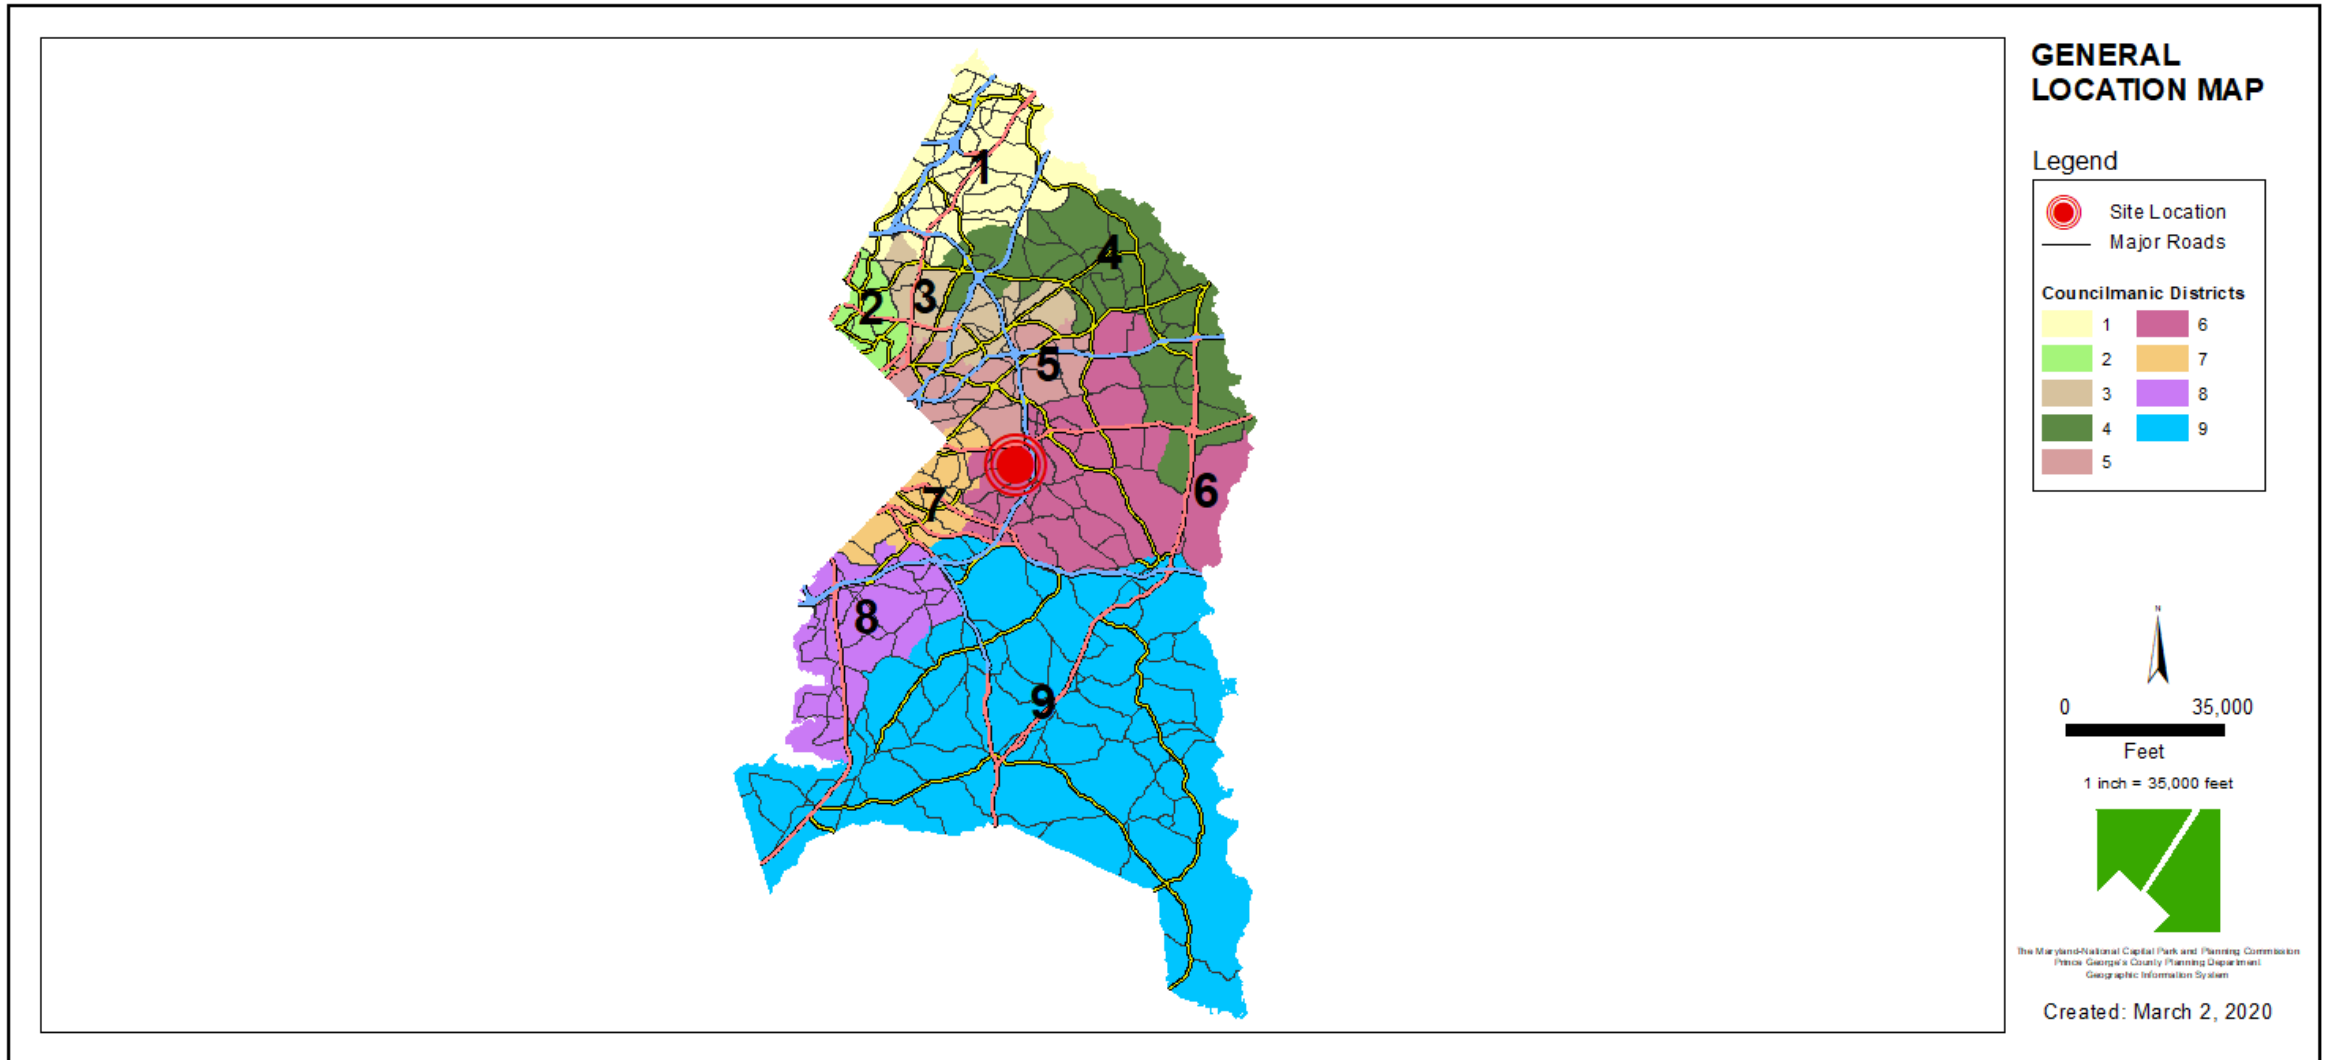 GENERAL
LOCATION MAP
Legend
Site Location
Major Roads
Councilmanic Districts
1 6
2 7
3 8
4 9
5
1
4
3
2
5
6
7
8
9
N
0 35,000
Feet
1 inch = 35,000 feet
The Maryland-National Capital Park and Planning Commission
Prince George's County Planning Department
Geographic Information System
Created: March 2, 2020